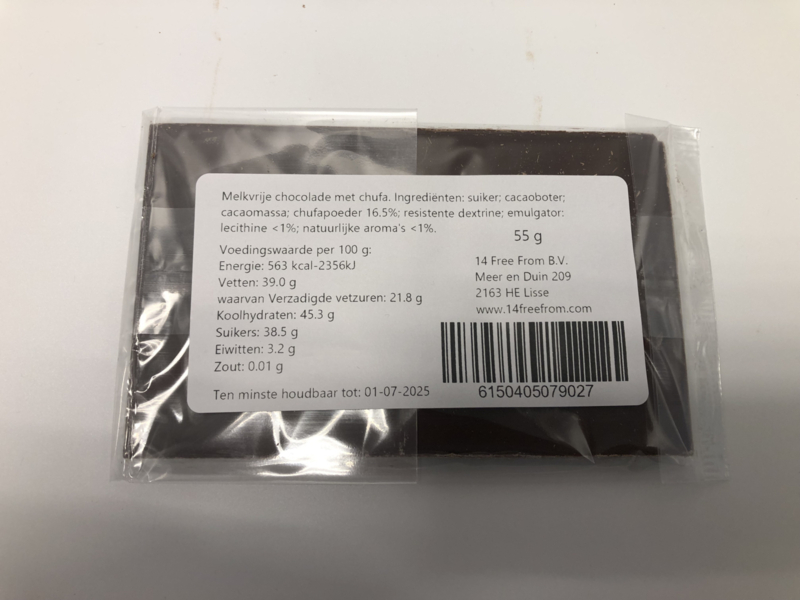 Melkvrije chocolade met chufa. Ingrediënten: suiker; cacaoboter;
cacaomassa; chufapoeder 16.5%; resistente dextrine; emulgator:
lecithine <1%; natuurlijke aroma's <1%.
55 g
Voedingswaarde per 100 g:
Energie: 563 kcal-2356kJ
Vetten: 39.0 g
waarvan Verzadigde vetzuren: 21.8 g
Koolhydraten: 45.3 g
Suikers: 38.5 g
Eiwitten: 3.2 g
Zout: 0.01 g
Ten minste houdbaar tot: 01-07-2025
14 Free From B.V.
Meer en Duin 209
2163 HE Lisse
www.14freefrom.com
6150405079027